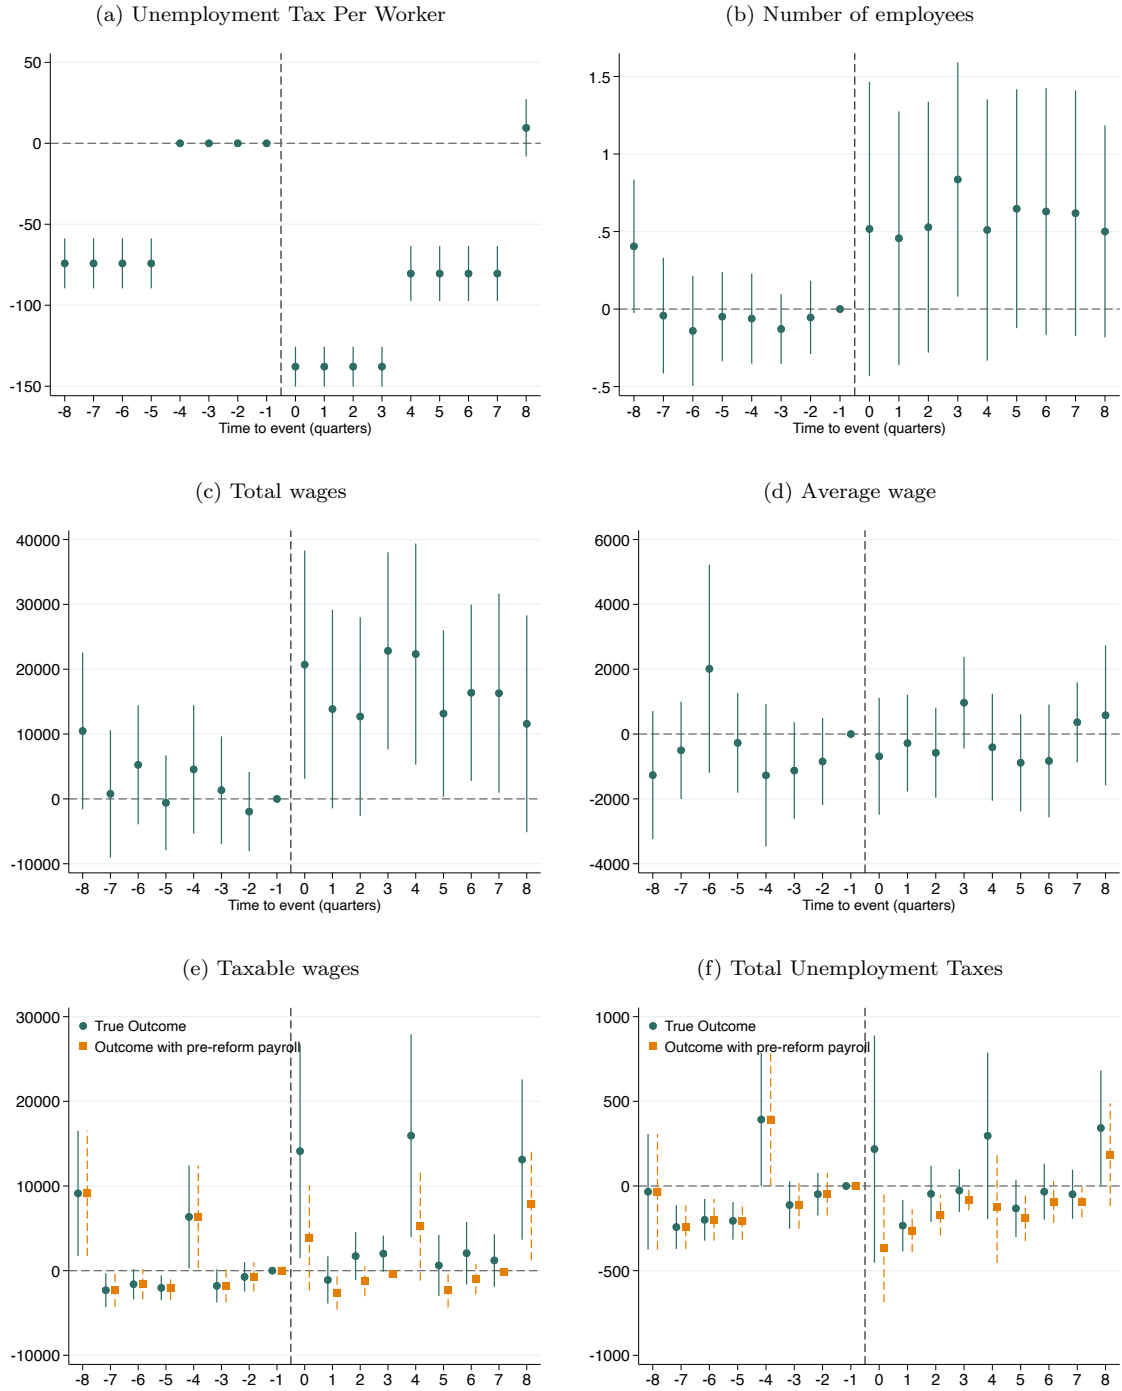 (a) Unemployment Tax Per Worker
50
0
-50
-100
-150
-8 -7 -6 -5 -4 -3 -2 -1 0 1 2 3 4 5 6 7 8
Time to event (quarters)
(b) Number of employees
1.5
1
.5
0
-.5
-8 -7 -6 -5 -4 -3 -2 -1 0 1 2 3 4 5 6 7 8
Time to event (quarters)
(c) Total wages
40000
30000
20000
10000
0
-10000
-8 -7 -6 -5 -4 -3 -2 -1 0 1 2 3 4 5 6 7 8
Time to event (quarters)
(d) Average wage
6000
4000
2000
0
-2000
-4000
-8 -7 -6 -5 -4 -3 -2 -1 0 1 2 3 4 5 6 7 8
Time to event (quarters)
(e) Taxable wages
30000
20000
10000
0
-10000
True Outcome
Outcome with pre-reform payroll
-8 -7 -6 -5 -4 -3 -2 -1 0 1 2 3 4 5 6 7 8
(f) Total Unemployment Taxes
1000
500
0
-500
-1000
True Outcome
Outcome with pre-reform payroll
-8 -7 -6 -5 -4 -3 -2 -1 0 1 2 3 4 5 6 7 8